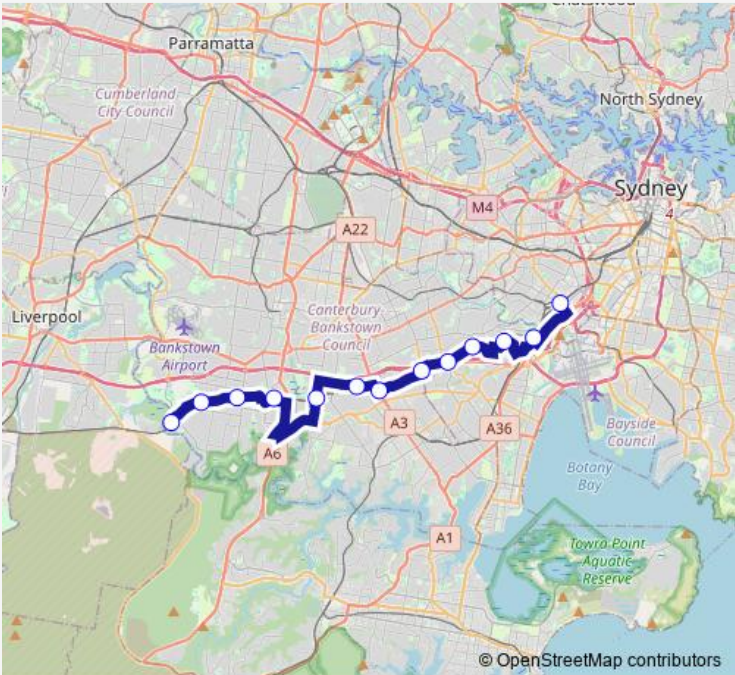 Chatswood
Parramatta
Cumberland
City Council
North Sydney
Sydney
M4
4
A22
Liverpool
Canterbury
Bankstown
Council
Bankstown
Airport
A3
A36
Bayside
Council
A6
Botany
Bay
A1
Towra Point
Aquatic
Reserve
© OpenStreetMap contributors